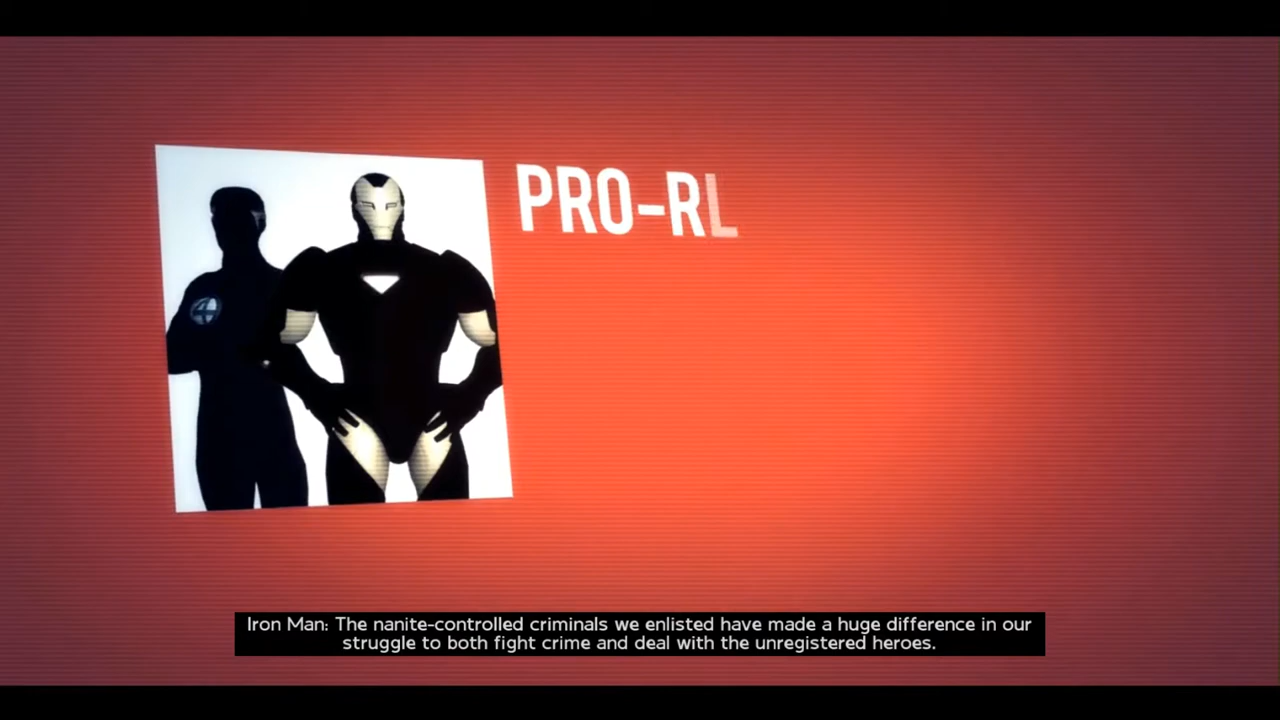 PRO-RL
Iron Man: The nanite-controlled criminals we enlisted have made a huge difference in our
struggle to both fight crime and deal with the unregistered heroes.
4